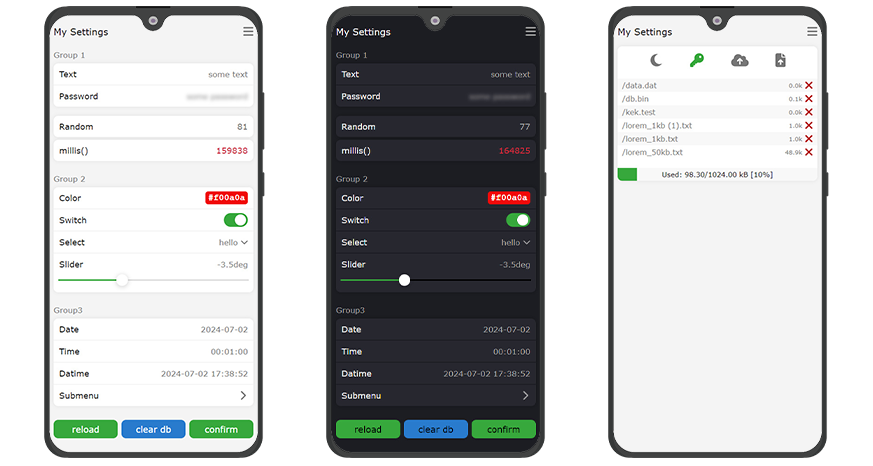 My Settings
Group 1
Text some text
Password
Random 81
millis() 159838
Group 2
Color #f00a0a
Switch
Select hello
Slider -3.5deg
Group3
Date 2024-07-02
Time 00:01:00
Datime 2024-07-02 17:38:52
Submenu
reload clear db confirm
My Settings
Group 1
Text some text
Password
Random 77
millis() 164825
Group 2
Color #f00a0a
Switch
Select hello
Slider -3.5deg
Group3
Date 2024-07-02
Time 00:01:00
Datime 2024-07-02 17:38:52
Submenu
reload clear db confirm
My Settings
/data.dat 0.0k
/db.bin 0.1k
/kek.test 0.0k
/lorem_1kb (1).txt 1.0k
/lorem_1kb.txt 1.0k
/lorem_50kb.txt 48.9k
Used: 98.30/1024.00 kB [10%]